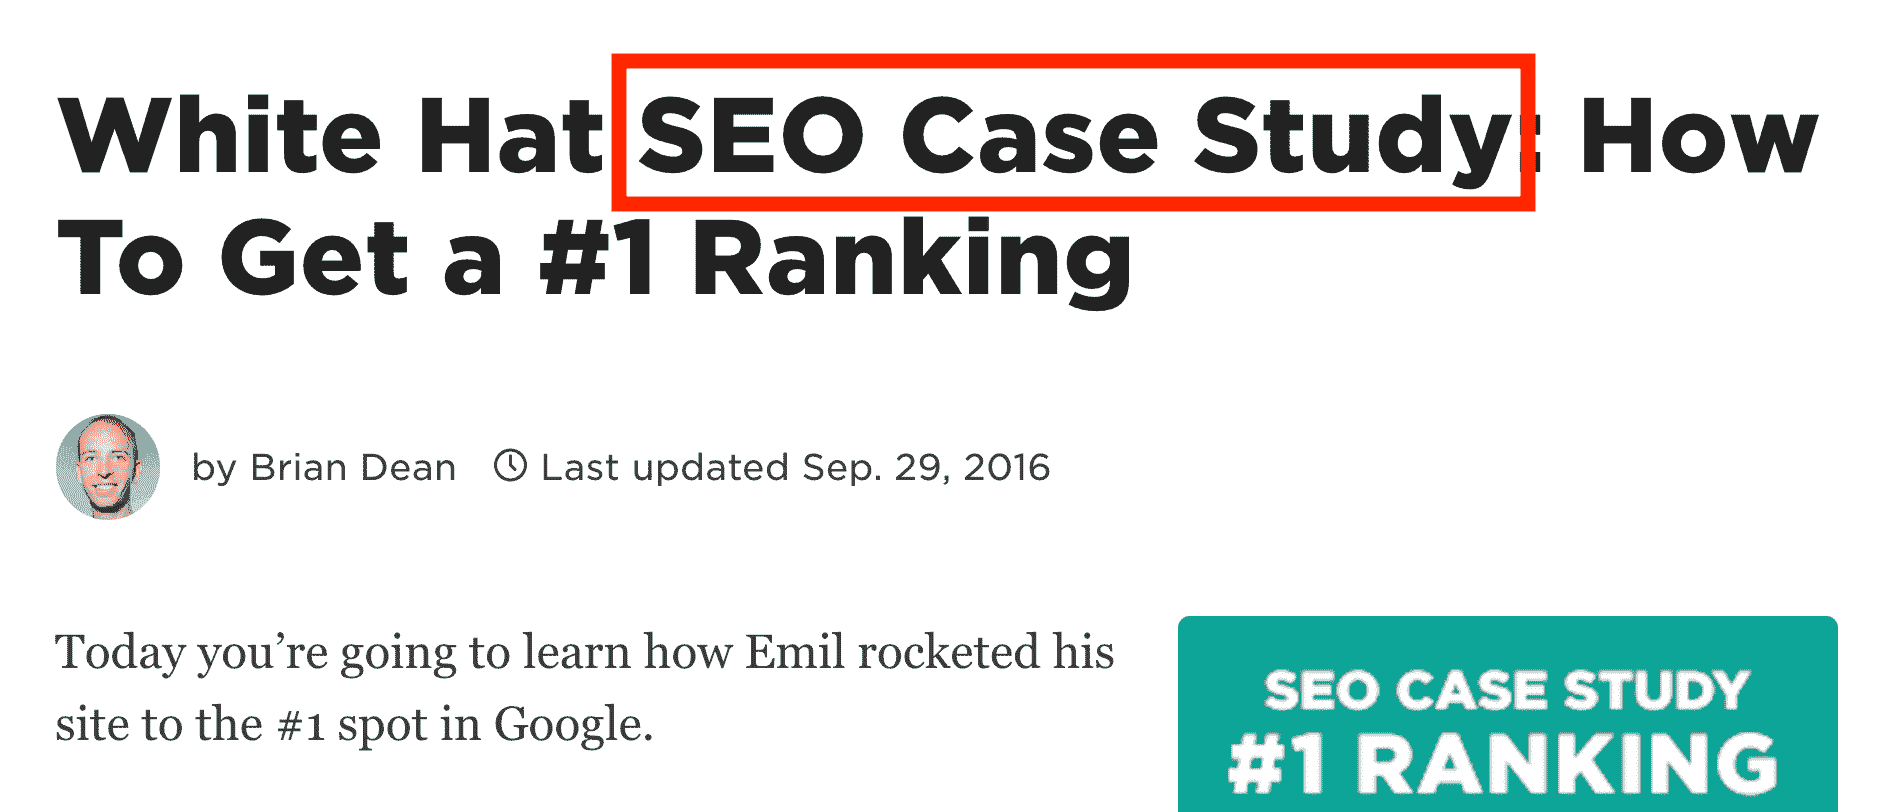 White Hat SEO Case Study: How
To Get a #1 Ranking
by Brian Dean Last updated Sep. 29, 2016
Today you’re going to learn how Emil rocketed his
site to the #1 spot in Google.
SEO CASE STUDY
#1 RANKING